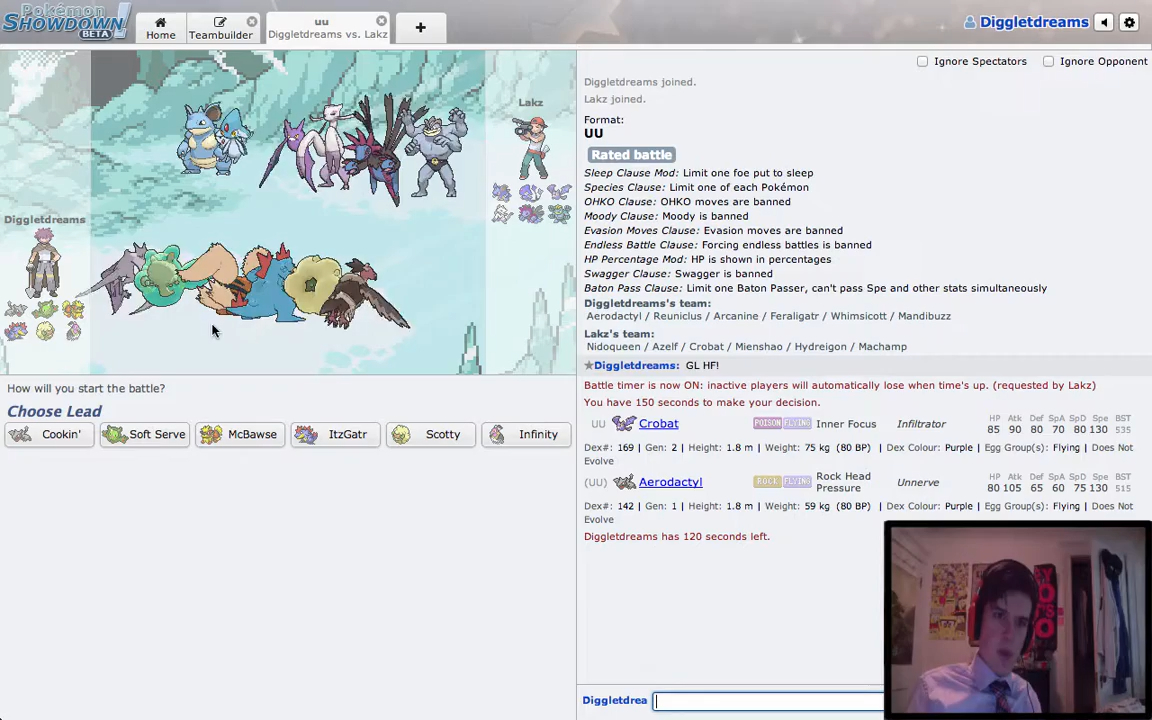 Pokémon
SHOWDOWN!
BETA
Home
Teambuilder
uu
Diggletdreams vs. Lakz
+
Diggletdreams
Ignore Spectators
Ignore Opponent
Lakz
Diggletdreams
Diggletdreams joined.
Lakz joined.
Format:
UU
Rated battle
Sleep Clause Mod: Limit one foe put to sleep
Species Clause: Limit one of each Pokémon
OHKO Clause: OHKO moves are banned
Moody Clause: Moody is banned
Evasion Moves Clause: Evasion moves are banned
Endless Battle Clause: Forcing endless battles is banned
HP Percentage Mod: HP is shown in percentages
Swagger Clause: Swagger is banned
Baton Pass Clause: Limit one Baton Passer, can't pass Spe and other stats simultaneously
Diggletdreams's team:
Aerodactyl / Reuniclus / Arcanine / Feraligatr / Whimsicott / Mandibuzz
Lakz's team:
Nidoqueen / Azelf / Crobat / Mienshao / Hydreigon / Machamp
★Diggletdreams: GL HF!
Battle timer is now ON: inactive players will automatically lose when time's up. (requested by Lakz)
You have 150 seconds to make your decision.
UU Crobat POISON FLYING Inner Focus Infiltrator HP 85 Atk 90 Def 80 SpA 70 SpD 80 Spe 130 BST 535
Dex#: 169 | Gen: 2 | Height: 1.8 m | Weight: 75 kg (80 BP) | Dex Colour: Purple | Egg Group(s): Flying | Does Not
Evolve
(UU) Aerodactyl ROCK FLYING Rock Head Pressure Unnerve HP 80 Atk 105 Def 65 SpA 60 SpD 75 Spe 130 BST 515
Dex#: 142 | Gen: 1 | Height: 1.8 m | Weight: 59 kg (80 BP) | Dex Colour: Purple | Egg Group(s): Flying | Does Not
Evolve
Diggletdreams has 120 seconds left.
How will you start the battle?
Choose Lead
Cookin'
Soft Serve
McBawse
ItzGatr
Scotty
Infinity
Diggletdrea